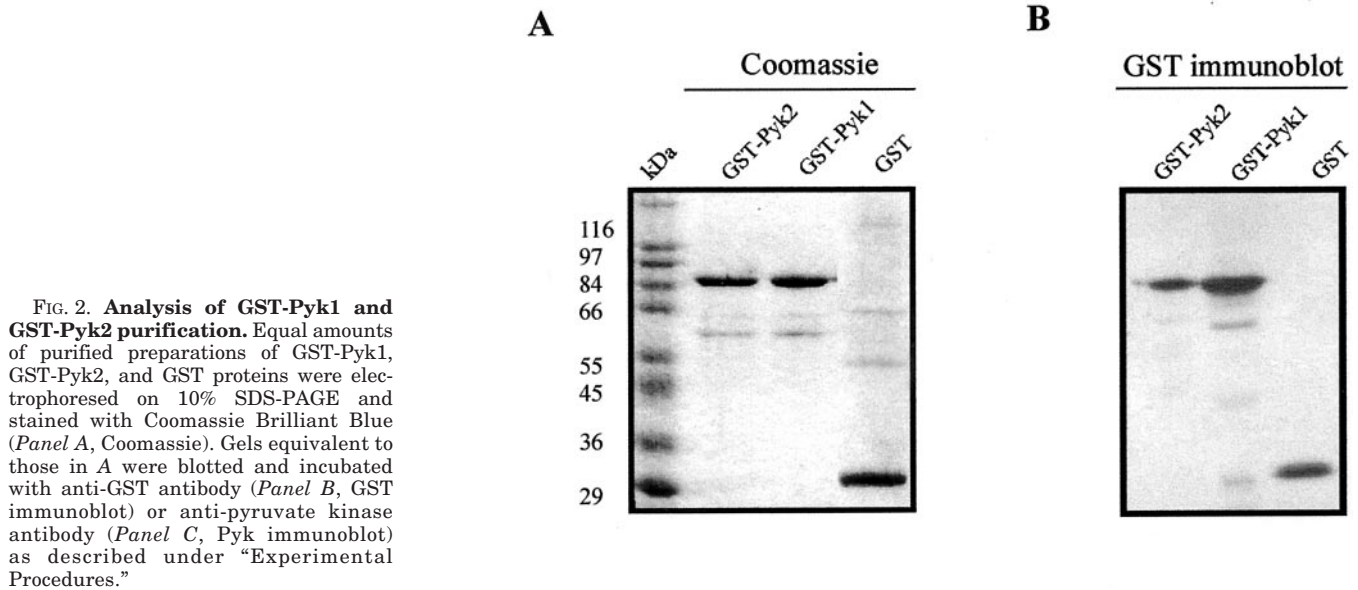 A
B
Coomassie
GST immunoblot
kDa
GST-Pyk2
GST-Pyk1
GST
GST-Pyk2
GST-Pyk1
GST
116
97
84
66
55
45
36
29
FIG. 2. Analysis of GST-Pyk1 and
GST-Pyk2 purification. Equal amounts
of purified preparations of GST-Pyk1,
GST-Pyk2, and GST proteins were elec-
trophoresed on 10% SDS-PAGE and
stained with Coomassie Brilliant Blue
(Panel A, Coomassie). Gels equivalent to
those in A were blotted and incubated
with anti-GST antibody (Panel B, GST
immunoblot) or anti-pyruvate kinase
antibody (Panel C, Pyk immunoblot)
as described under “Experimental
Procedures.”